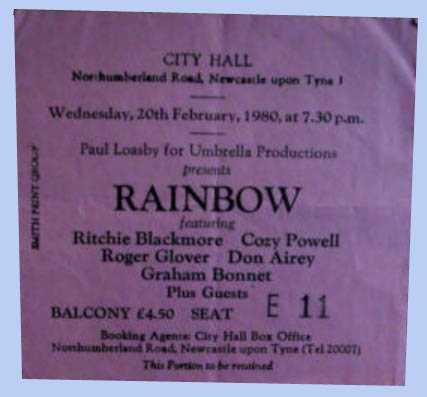 CITY HALL
Northumberland Road, Newcastle upon Tyne 1
Wednesday, 20th February, 1980, at 7.30 p.m.
Paul Loasby for Umbrella Productions
presents
RAINBOW
featuring
Ritchie Blackmore Cozy Powell
Roger Glover Don Airey
Graham Bonnet
Plus Guests
BALCONY £4.50 SEAT E 11
Booking Agents: City Hall Box Office
Northumberland Road, Newcastle upon Tyne (Tel 20007)
This Portion to be retained
SMITH PRINT GROUP